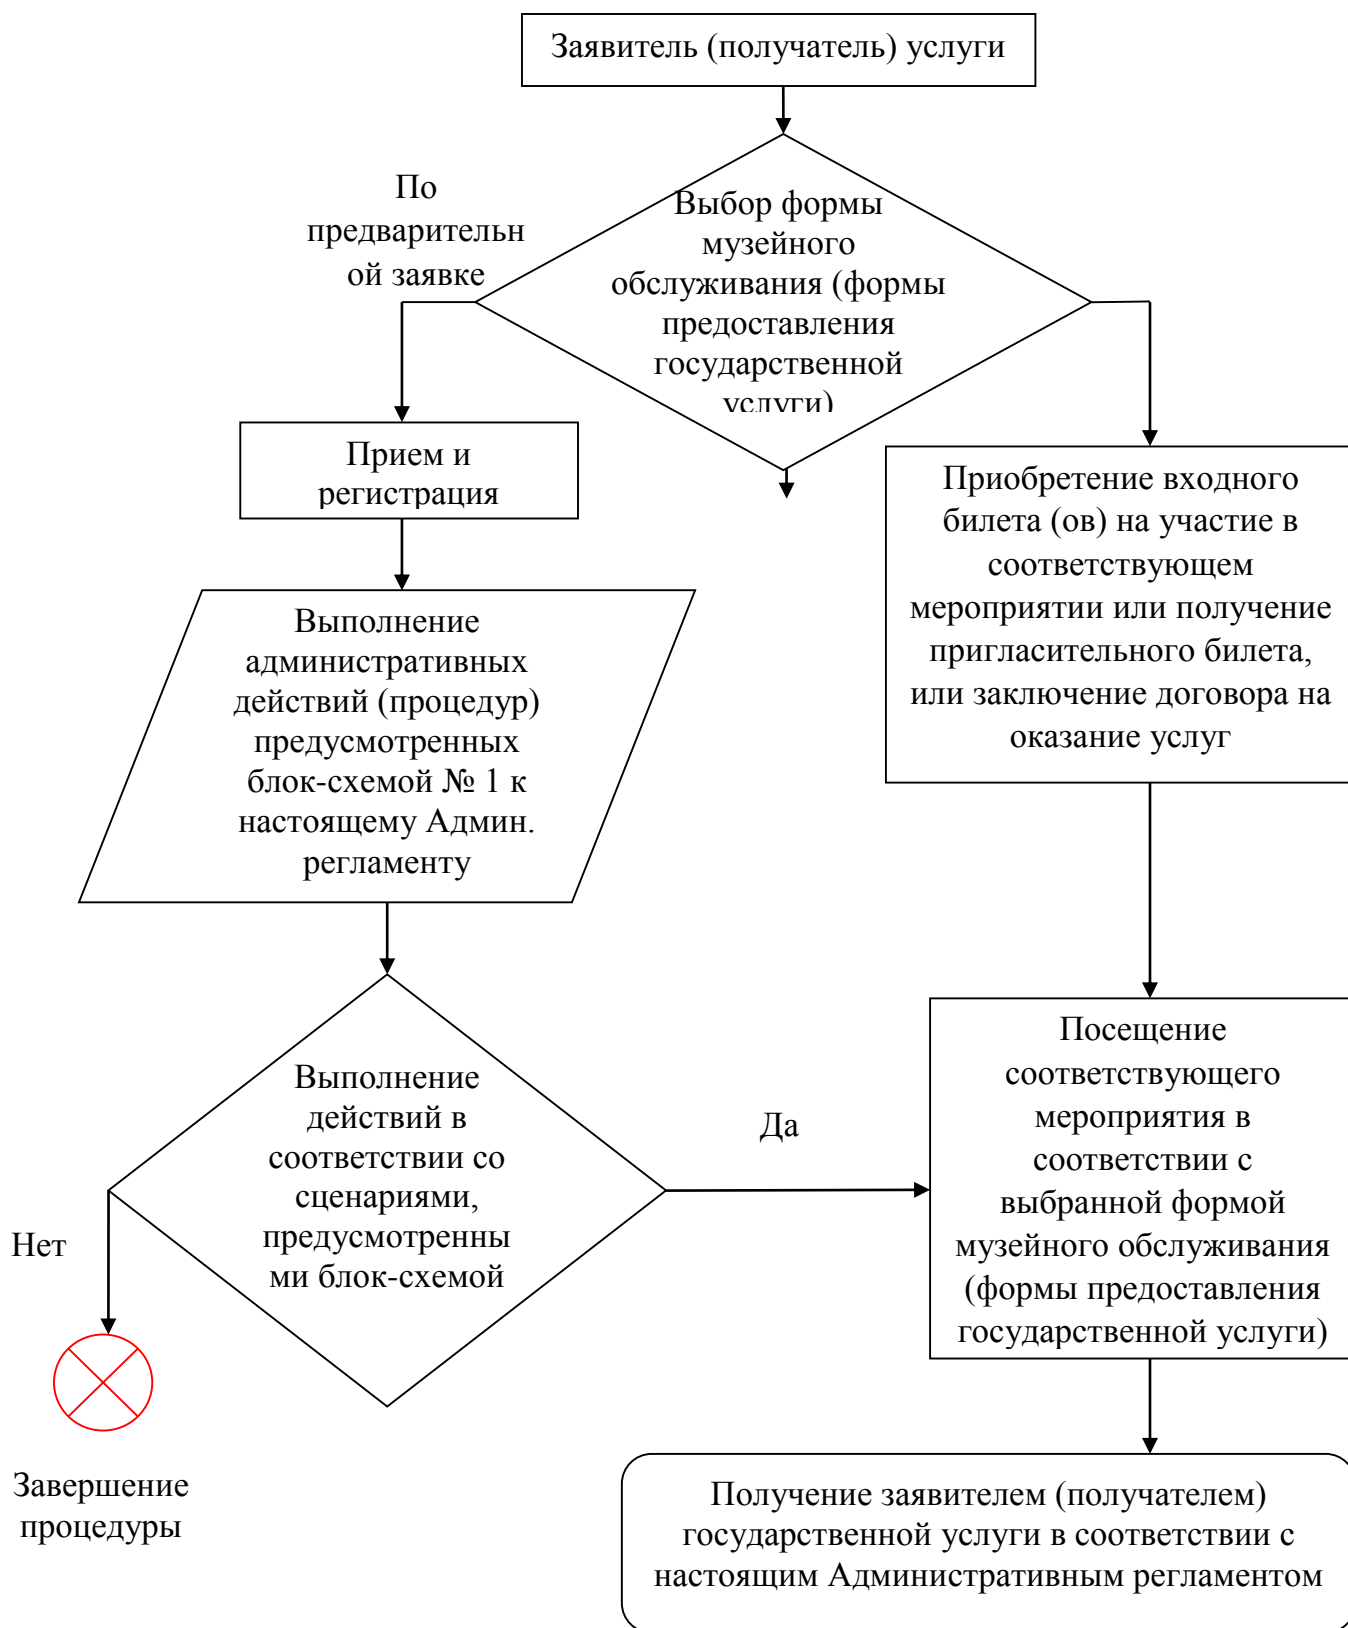 Заявитель (получатель) услуги
По
предварительн
ой заявке
Выбор формы
музейного
обслуживания (формы
предоставления
государственной
услуги)
Прием и
регистрация
Приобретение входного
билета (ов) на участие в
соответствующем
мероприятии или получение
пригласительного билета,
или заключение договора на
оказание услуг
Выполнение
административных
действий (процедур)
предусмотренных
блок-схемой № 1 к
настоящему Админ.
регламенту
Выполнение
действий в
соответствии со
сценариями,
предусмотренны
ми блок-схемой
Да
Нет
Посещение
соответствующего
мероприятия в
соответствии с
выбранной формой
музейного обслуживания
(формы предоставления
государственной услуги)
Завершение
процедуры
Получение заявителем (получателем)
государственной услуги в соответствии с
настоящим Административным регламентом